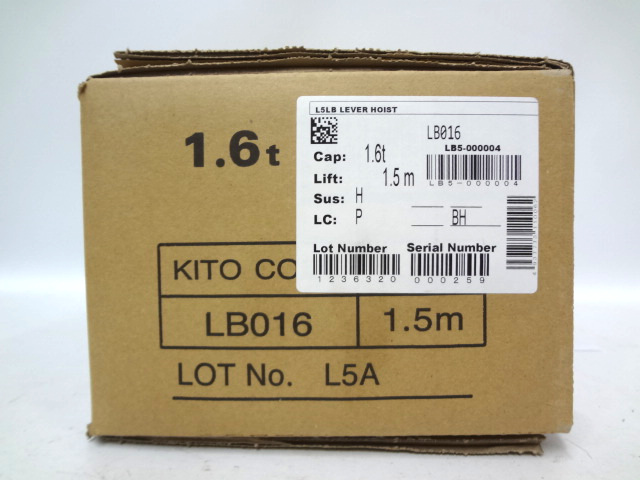 L5LB LEVER HOIST
LB016
LB5-000004
LB5-000004
Cap: 1.6t
Lift: 1.5 m
Sus: H
LC: P BH
Lot Number Serial Number
1236320 000259
1.6t
KITO CO
LB016 1.5m
LOT No. L5A